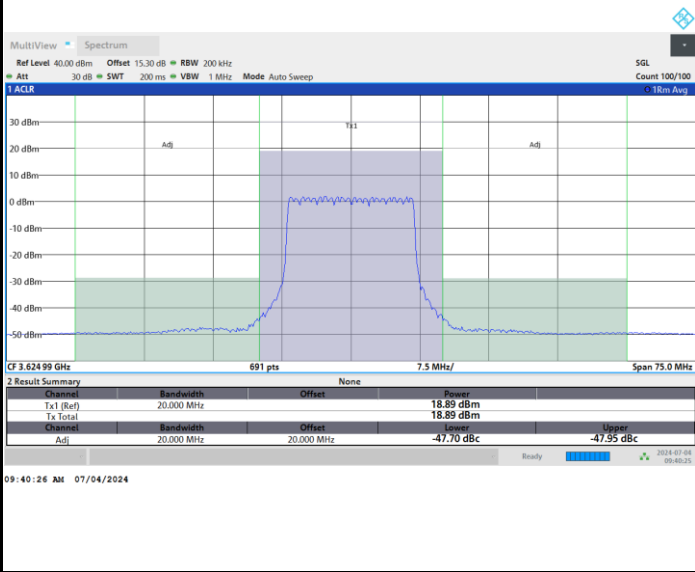 MultiView Spectrum
Ref Level 40.00 dBm Offset 15.30 dB RBW 200 kHz SGL
Att 30 dB SWT 200 ms VBW 1 MHz Mode Auto Sweep Count 100/100
1 ACLR 1Rm Avg
30 dBm
Tx1
20 dBm
Adj Adj
10 dBm
0 dBm
-10 dBm
-20 dBm
-30 dBm
-40 dBm
-50 dBm
CF 3.624 99 GHz 691 pts 7.5 MHz/ Span 75.0 MHz
2 Result Summary None
Channel Bandwidth Offset Power
Tx1 (Ref) 20.000 MHz 18.89 dBm
Tx Total 18.89 dBm
Channel Bandwidth Offset Lower Upper
Adj 20.000 MHz 20.000 MHz -47.70 dBc -47.95 dBc
Ready 2024-07-08
09:40:25
09:40:26 AM 07/04/2024